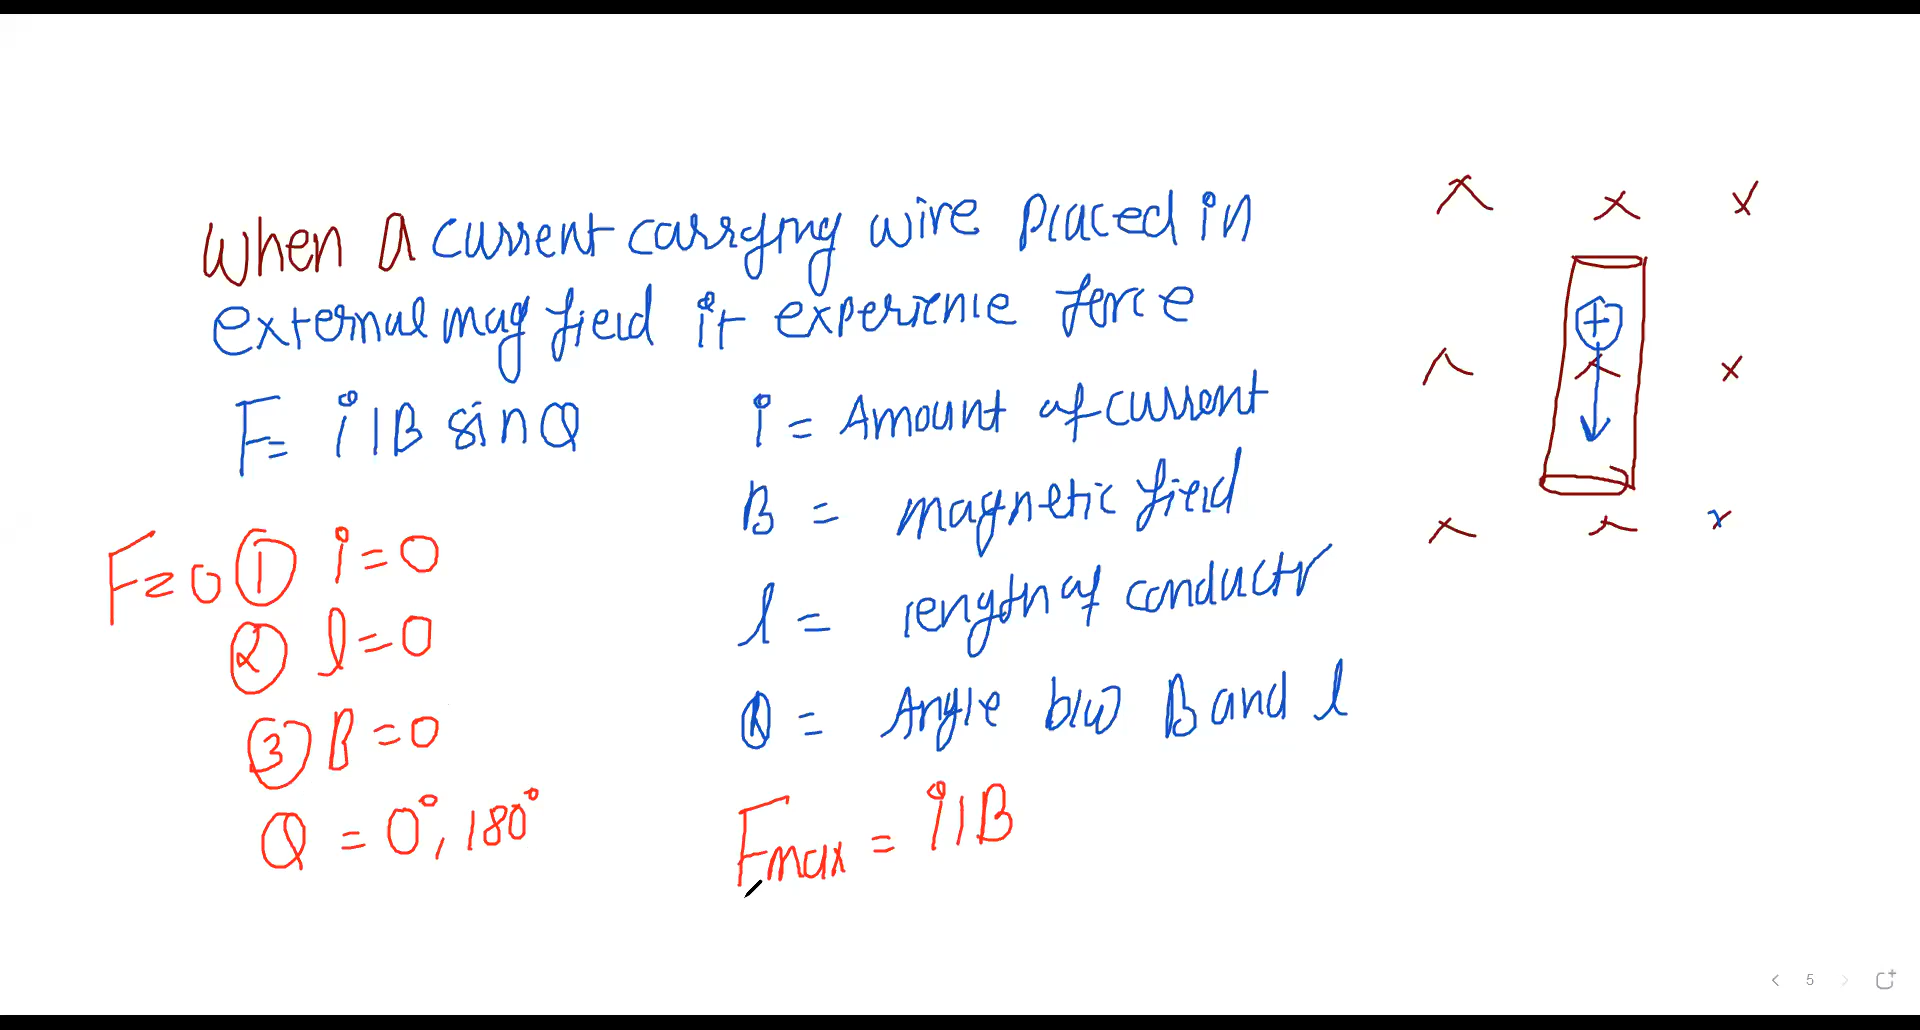 When A current carrying wire placed in
external mag field it experience force
F = i l B sin Q
i = Amount of current
B = magnetic field
l = length of conductr
Q = Angle b/w B and l
F = 0 ① i = 0
② l = 0
③ B = 0
Q = 0°, 180°
Fmax = i l B
x x x
+
x x x
x x x
5